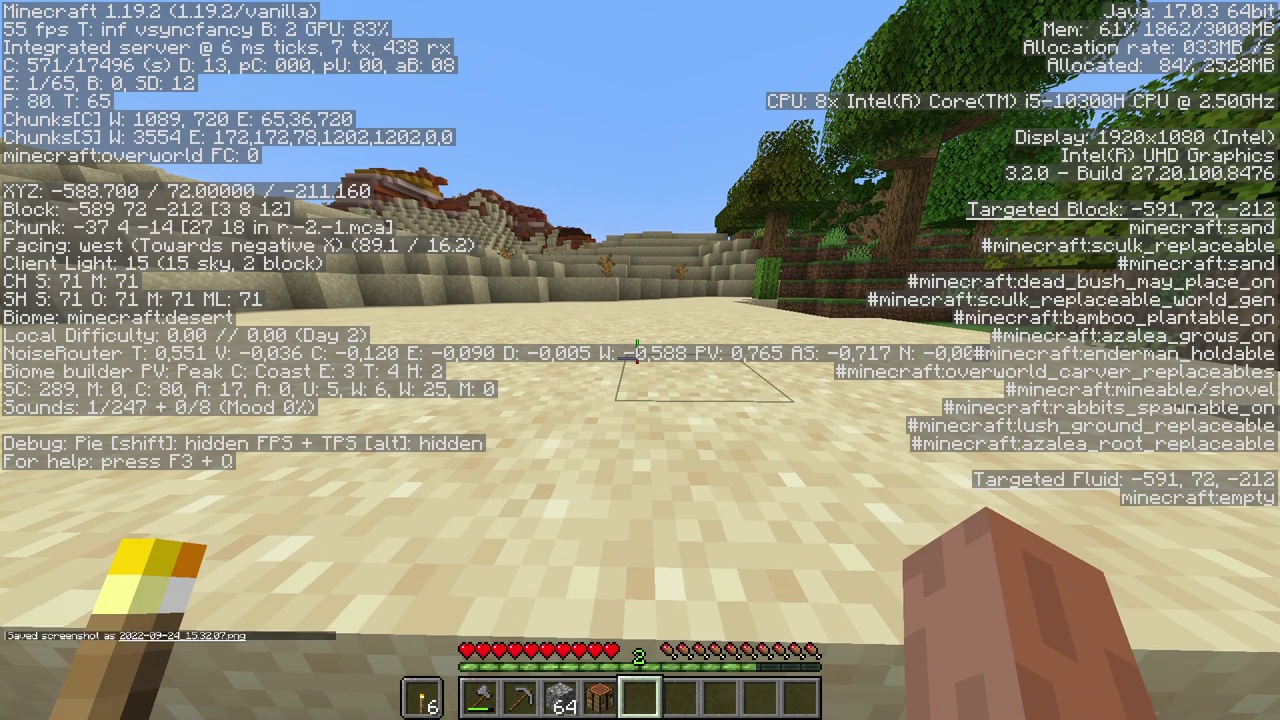 Minecraft 1.19.2 (1.19.2/vanilla)
55 fps T: inf vsyncfancy B: 2 GPU: 83%
Integrated server @ 6 ms ticks, 7 tx, 438 rx
C: 571/17496 (s) D: 13, pC: 000, pU: 00, aB: 08
E: 1/65, B: 0, SD: 12
P: 80. T: 65
Chunks[C] W: 1089, 720 E: 65,36,720
Chunks[S] W: 3554 E: 172,172,78,1202,1202,0,0
minecraft:overworld FC: 0
XYZ: -588.700 / 72.00000 / -211.160
Block: -589 72 -212 [3 8 12]
Chunk: -37 4 -14 [27 18 in r.-2.-1.mca]
Facing: west (Towards negative X) (89.1 / 16.2)
Client Light: 15 (15 sky, 2 block)
CH S: 71 M: 71
SH S: 71 O: 71 M: 71 ML: 71
Biome: minecraft:desert
Local Difficulty: 0.00 // 0.00 (Day 2)
NoiseRouter T: 0,551 V: -0,036 C: -0,120 E: -0,090 D: -0,005 W: -0,588 PV: 0,765 AS: -0,717 N: -0,00
Biome builder PV: Peak C: Coast E: 3 T: 4 H: 2
SC: 289, M: 0, C: 80, A: 17, A: 0, U: 5, W: 6, W: 25, M: 0
Sounds: 1/247 + 0/8 (Mood 0%)
Debug: Pie [shift]: hidden FPS + TPS [alt]: hidden
For help: press F3 + Q
Java: 17.0.3 64bit
Mem: 61% 1862/3008MB
Allocation rate: 033MB /s
Allocated: 84% 2528MB
CPU: 8x Intel(R) Core(TM) i5-10300H CPU @ 2.50GHz
Display: 1920x1080 (Intel)
Intel(R) UHD Graphics
3.2.0 - Build 27.20.100.8476
Targeted Block: -591, 72, -212
minecraft:sand
#minecraft:sculk_replaceable
#minecraft:sand
#minecraft:dead_bush_may_place_on
#minecraft:sculk_replaceable_world_gen
#minecraft:bamboo_plantable_on
#minecraft:azalea_grows_on
#minecraft:enderman_holdable
#minecraft:overworld_carver_replaceables
#minecraft:mineable/shovel
#minecraft:rabbits_spawnable_on
#minecraft:lush_ground_replaceable
#minecraft:azalea_root_replaceable
Targeted Fluid: -591, 72, -212
minecraft:empty
Saved screenshot as 2022-09-24_15.32.07.png
2
6
64